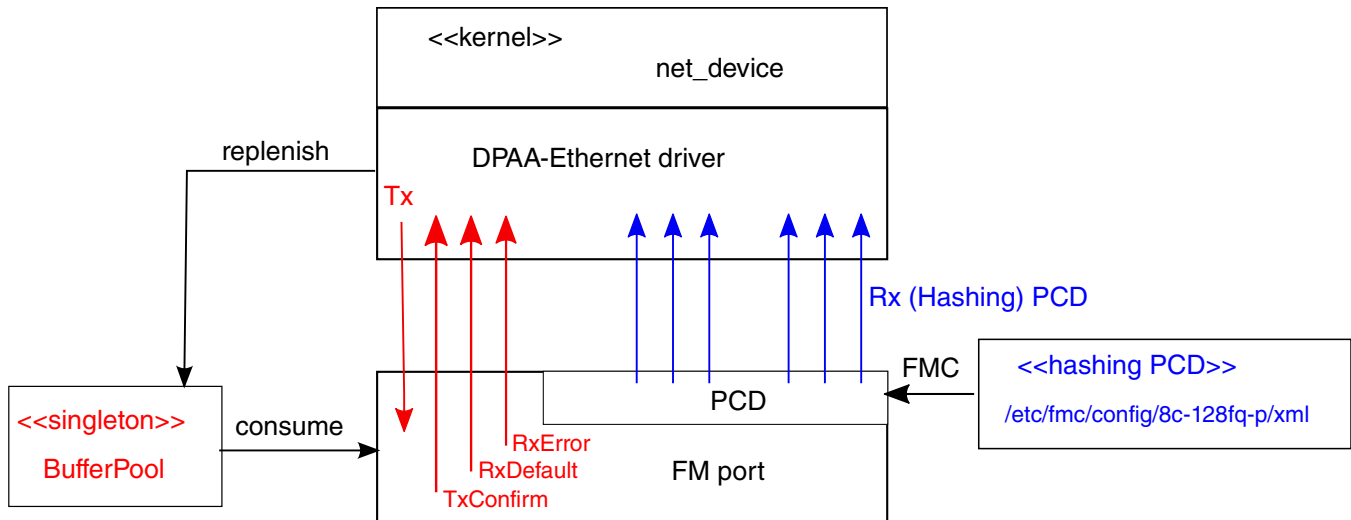 <<kernel>>
net_device
replenish
DPAA-Ethernet driver
Tx
Rx (Hashing) PCD
FMC
<<hashing PCD>>
/etc/fmc/config/8c-128fq-p/xml
PCD
<<singleton>>
BufferPool
consume
RxError
RxDefault
TxConfirm
FM port